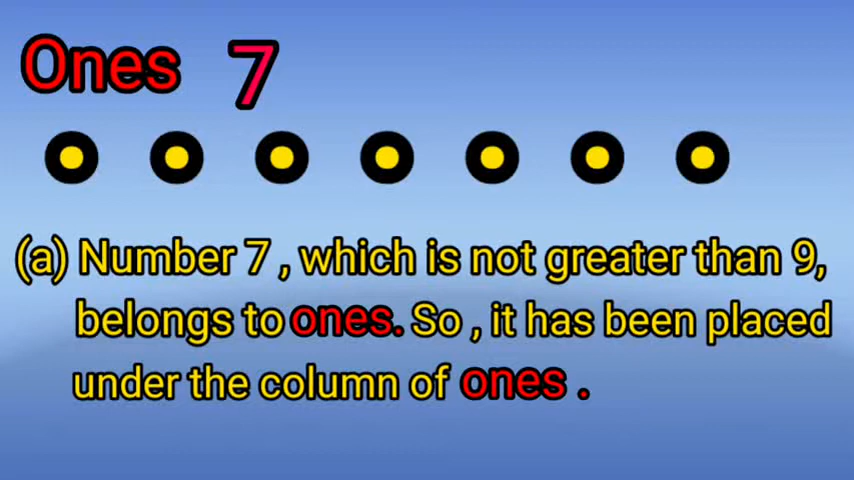 Ones 7
(a) Number 7 , which is not greater than 9,
belongs to ones. So , it has been placed
under the column of ones .